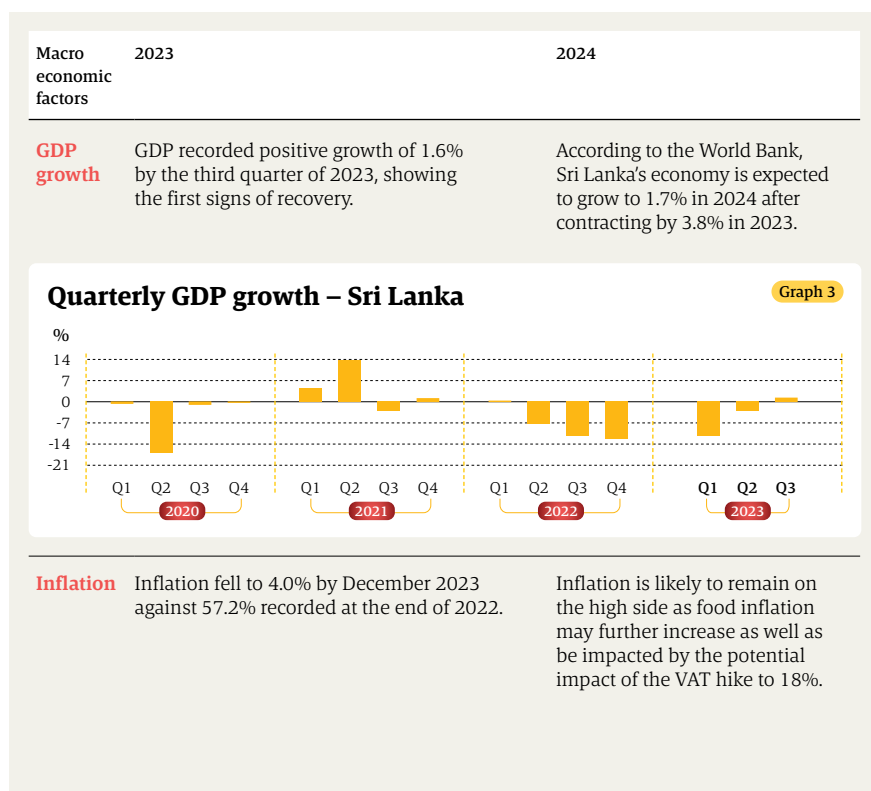 Macro
economic
factors
2023
2024
GDP
growth
GDP recorded positive growth of 1.6%
by the third quarter of 2023, showing
the first signs of recovery.
According to the World Bank,
Sri Lanka’s economy is expected
to grow to 1.7% in 2024 after
contracting by 3.8% in 2023.
Quarterly GDP growth – Sri Lanka
Graph 3
%
14
7
0
-7
-14
-21
Q1 Q2 Q3 Q4 Q1 Q2 Q3 Q4 Q1 Q2 Q3 Q4 Q1 Q2 Q3
2020 2021 2022 2023
Inflation
Inflation fell to 4.0% by December 2023
against 57.2% recorded at the end of 2022.
Inflation is likely to remain on
the high side as food inflation
may further increase as well as
be impacted by the potential
impact of the VAT hike to 18%.